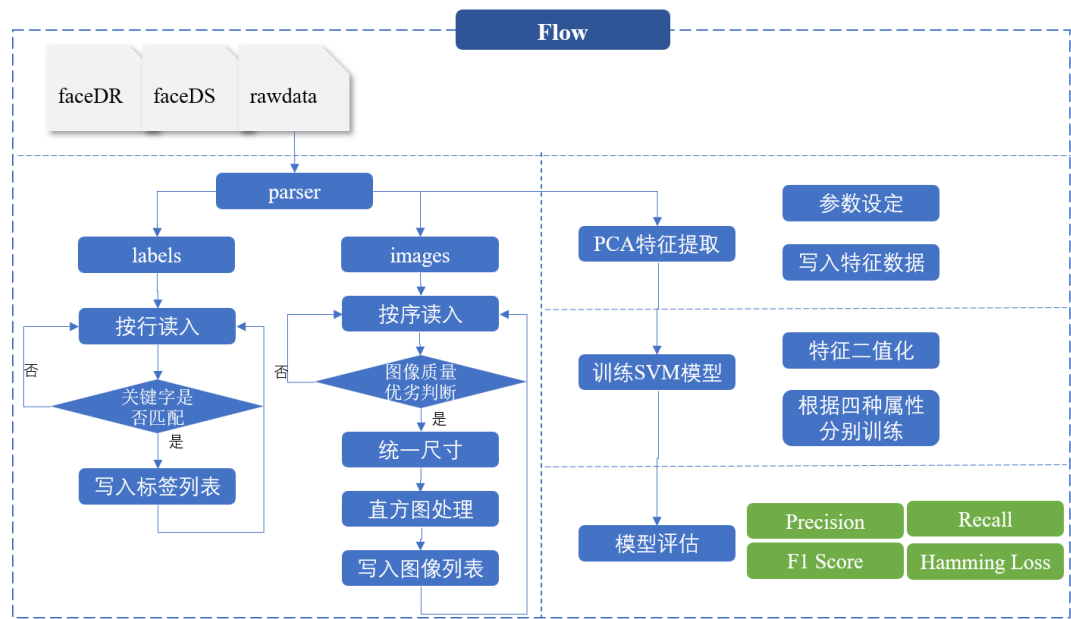 Flow
faceDR
faceDS
rawdata
parser
labels
按行读入
否
关键字是
否匹配
是
写入标签列表
images
按序读入
否
图像质量
优劣判断
是
统一尺寸
直方图处理
写入图像列表
PCA特征提取
参数设定
写入特征数据
训练SVM模型
特征二值化
根据四种属性
分别训练
模型评估
Precision
Recall
F1 Score
Hamming Loss